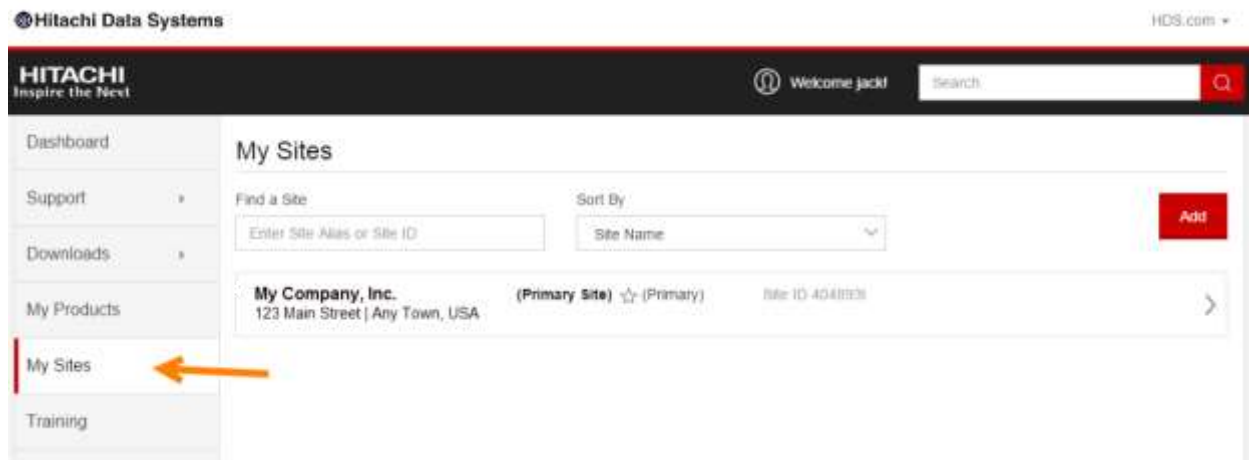 Hitachi Data Systems
HDS.com
HITACHI
Inspire the Next
Welcome jack!
Search
Dashboard
Support
Downloads
My Products
My Sites
Training
My Sites
Find a Site
Sort By
Enter Site Alias or Site ID
Site Name
Add
My Company, Inc. (Primary Site) (Primary) Site ID
123 Main Street | Any Town, USA